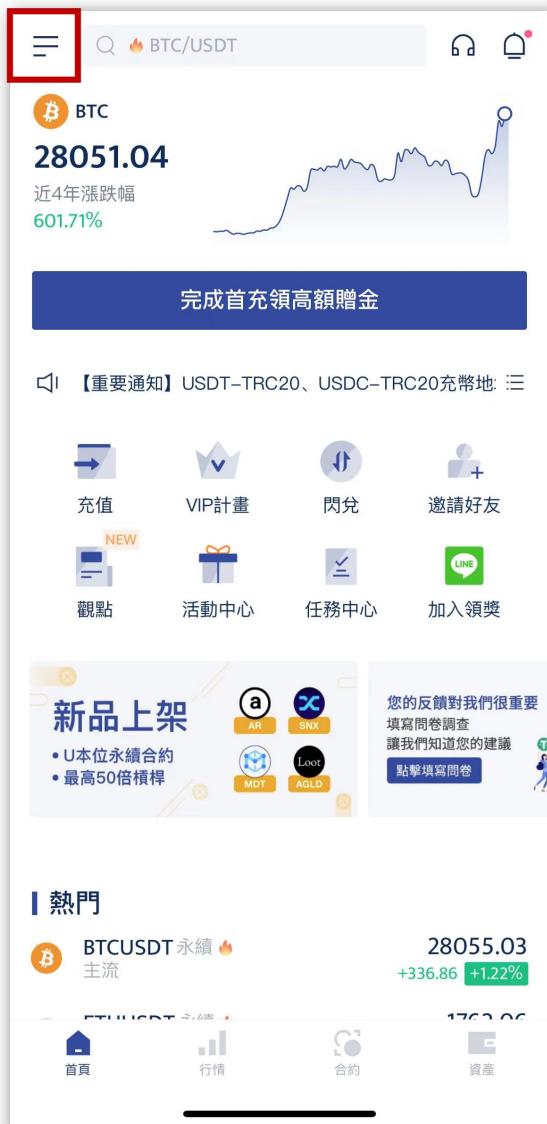 BTC/USDT
BTC
28051.04
近4年漲跌幅
601.71%
完成首充領高額贈金
【重要通知】USDT-TRC20、USDC-TRC20充幣地
充值
VIP計畫
閃兌
邀請好友
NEW
觀點
活動中心
任務中心
LINE
加入領獎
新品上架
• U本位永續合約
• 最高50倍槓桿
a
AR
SNX
MDT
Loot
AGLD
您的反饋對我們很重要
填寫問卷調查
讓我們知道您的建議
點擊填寫問卷
熱門
BTCUSDT 永續
主流
28055.03
+336.86 +1.22%
首頁
行情
合約
資產